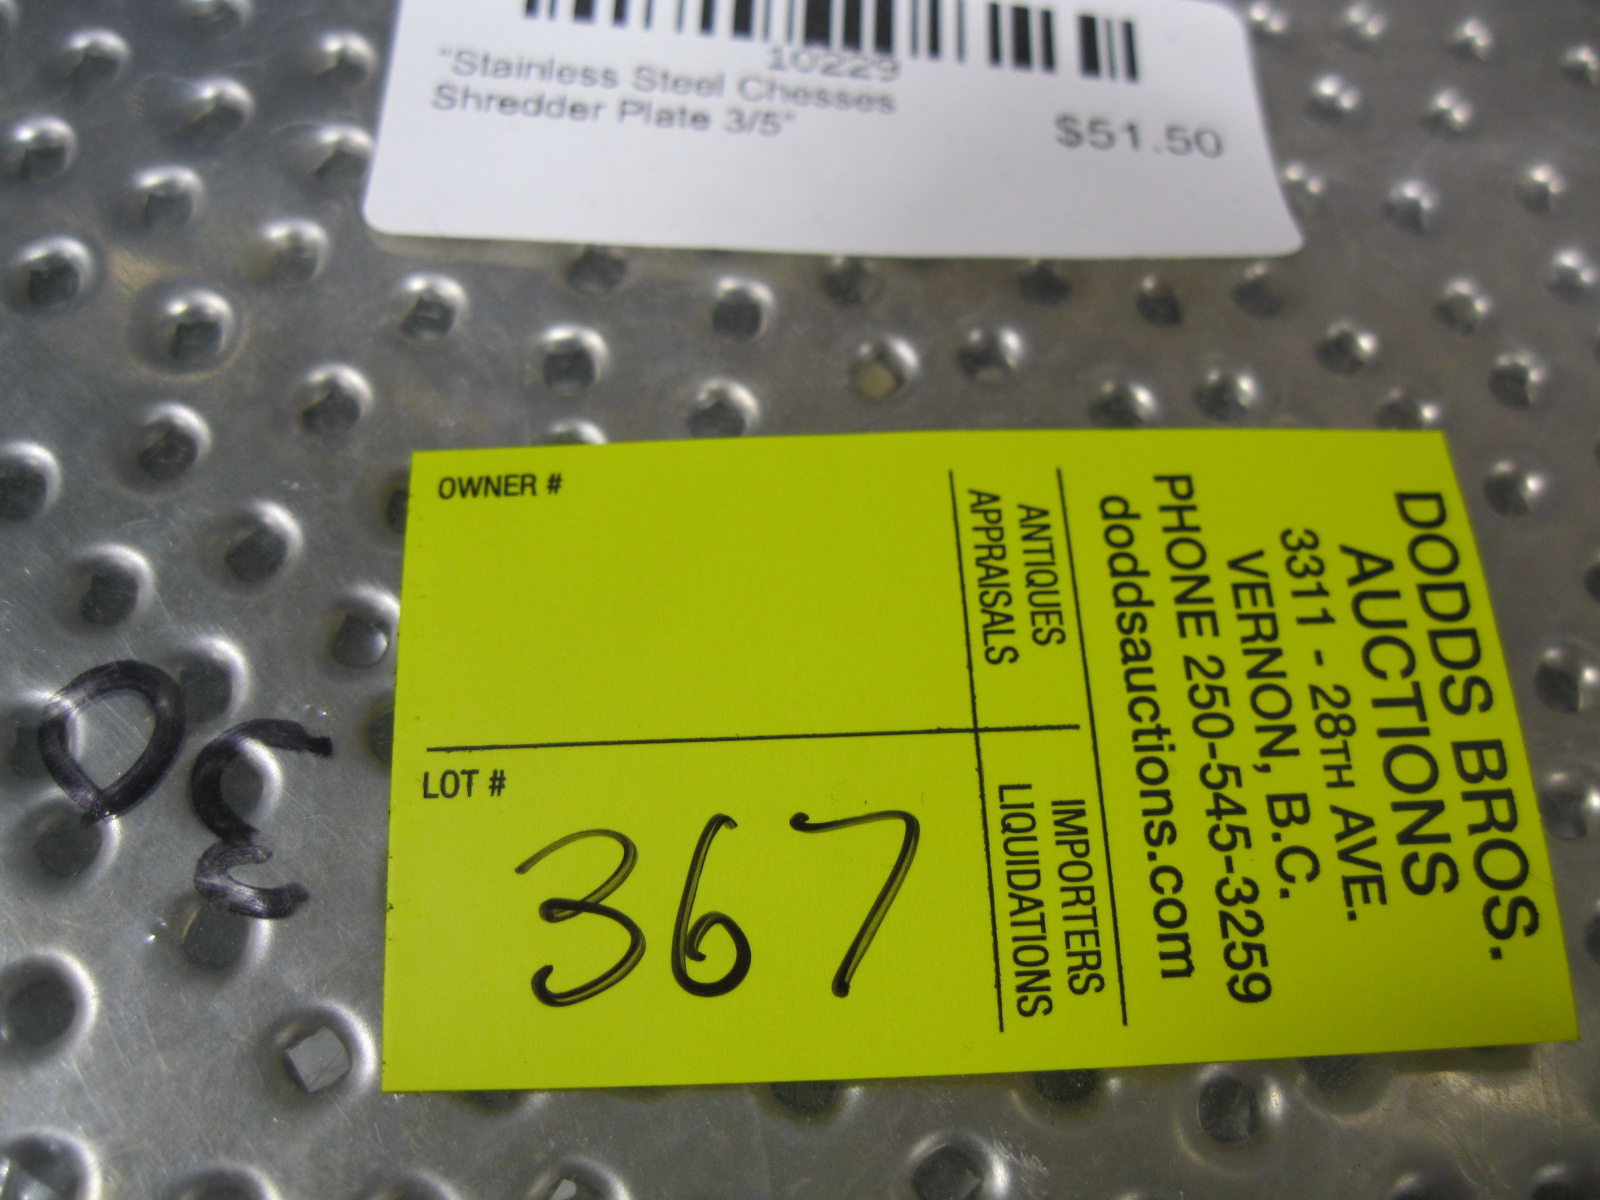 10229
"Stainless Steel Chesses
Shredder Plate 3/5"
$51.50
OWNER #
LOT #
367
ANTIQUES
APPRAISALS
IMPORTERS
LIQUIDATIONS
DODDS BROS.
AUCTIONS
3311 - 28TH AVE.
VERNON, B.C.
PHONE 250-545-3259
doddsauctions.com